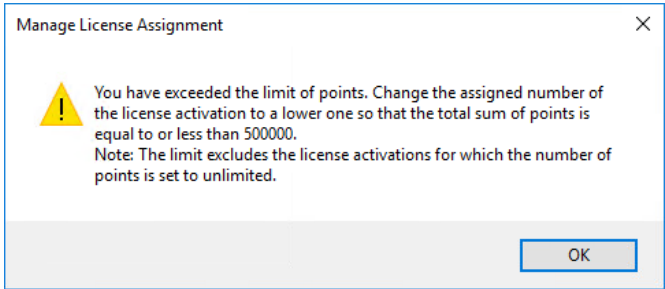 Manage License Assignment
You have exceeded the limit of points. Change the assigned number of
the license activation to a lower one so that the total sum of points is
equal to or less than 500000.
Note: The limit excludes the license activations for which the number of
points is set to unlimited.
OK